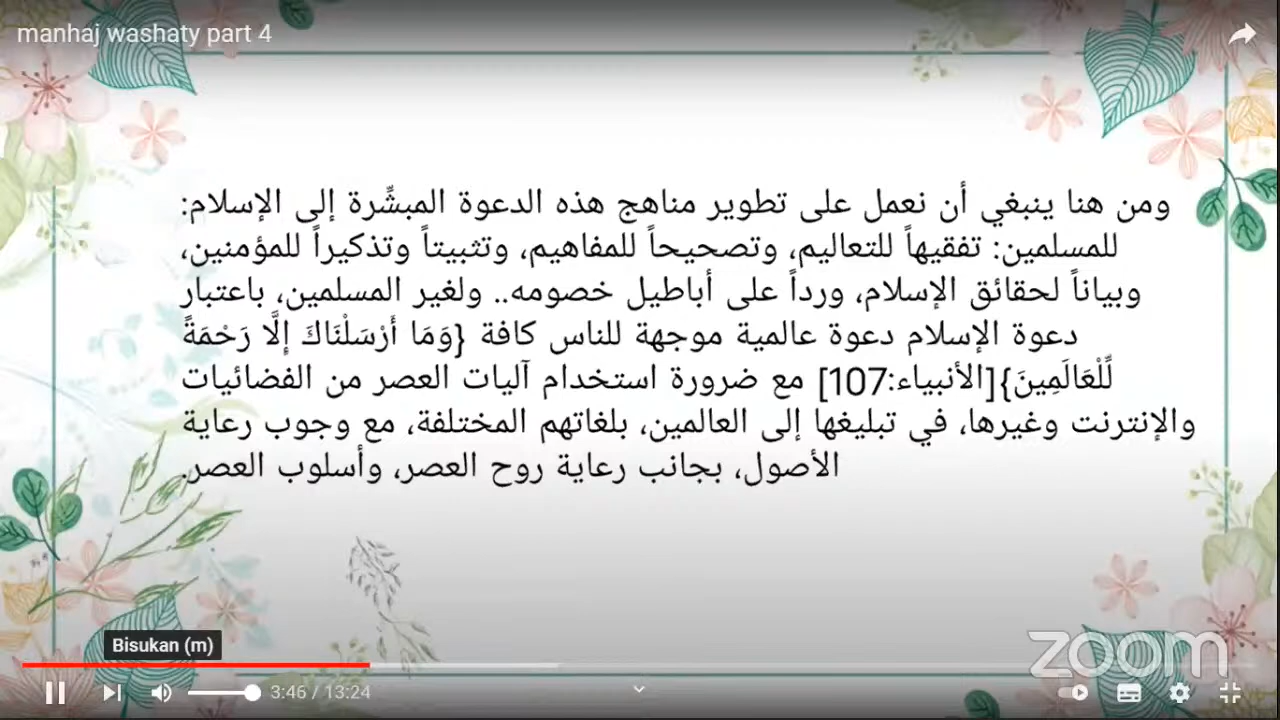 manhaj washaty part 4
ومن هنا ينبغي أن نعمل على تطوير مناهج هذه الدعوة المبشِّرة إلى الإسلام:
للمسلمين: تفقيهاً للتعاليم، وتصحيحاً للمفاهيم، وتثبيتاً وتذكيراً للمؤمنين،
وبياناً لحقائق الإسلام، ورداً على أباطيل خصومه.. ولغير المسلمين، باعتبار
دعوة الإسلام دعوة عالمية موجهة للناس كافة {وَمَا أَرْسَلْنَاكَ إِلَّا رَحْمَةً
لِّلْعَالَمِينَ}[الأنبياء:107] مع ضرورة استخدام آليات العصر من الفضائيات
والإنترنت وغيرها، في تبليغها إلى العالمين، بلغاتهم المختلفة، مع وجوب رعاية
الأصول، بجانب رعاية روح العصر، وأسلوب العصر.
Bisukan (m)
zoom
3:46 / 13:24